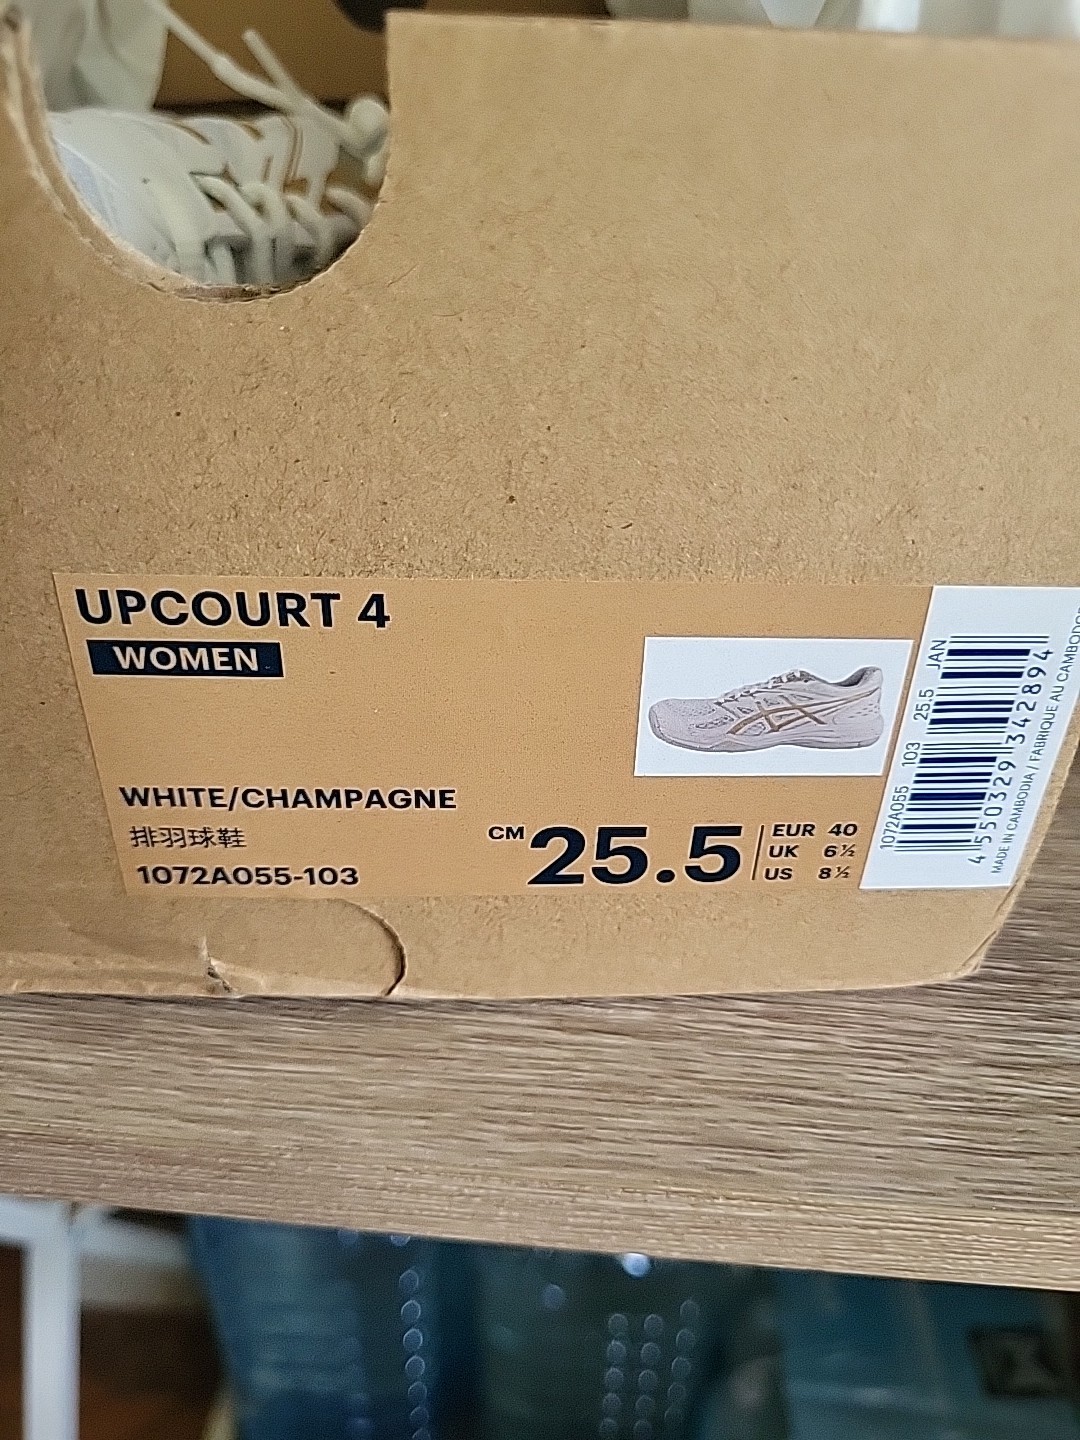 UPCOURT 4
WOMEN
WHITE/CHAMPAGNE
排羽球鞋
1072A055-103
CM 25.5
EUR 40
UK 6½
US 8½
1072A055 103 25.5 JAN
4 550329 342894
MADE IN CAMBODIA / FABRIQUE AU CAMBODGE